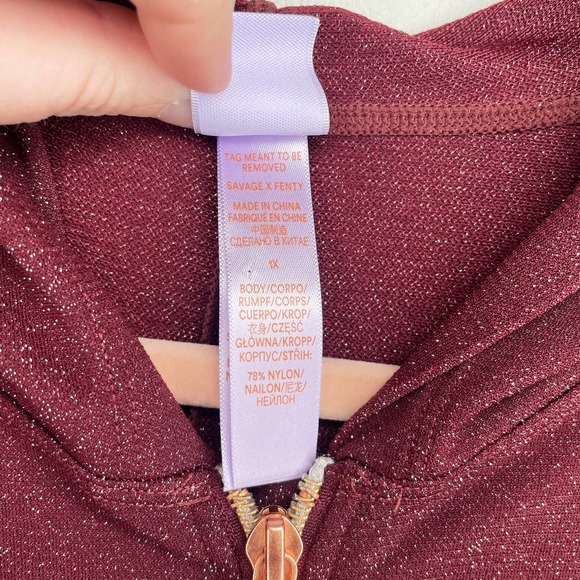 TAG MEANT TO BE
REMOVED
SAVAGE X FENTY
MADE IN CHINA
FABRIQUÉ EN CHINE
中国制造
СДЕЛАНО В КИТАЕ
1X
BODY/CORPO/
RUMPF/CORPS/
CUERPO/KROP/
衣身/CZĘŚĆ
GŁÓWNA/KROPP/
КОРПУС/STŘIH:
78% NYLON/
NAILON/尼龙/
НЕЙЛОН